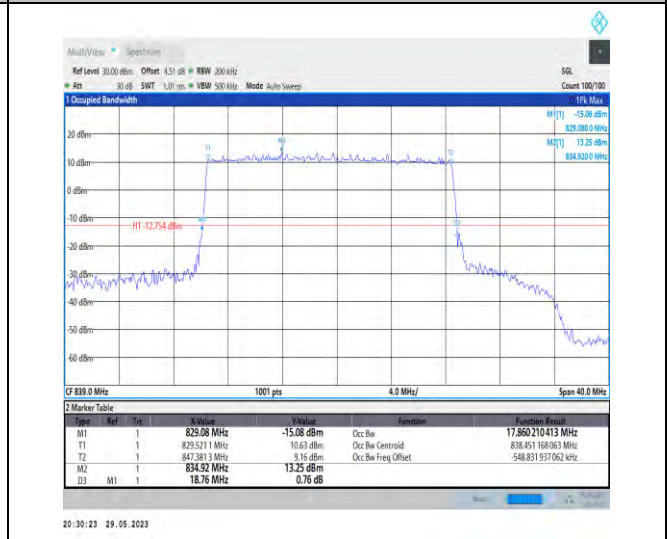 MultiView Spectrum
Ref Level 30.00 dBm Offset 4.51 dB RBW 200 kHz SGL
Att 30 dB SWT 1.01 ms VBW 500 kHz Mode Auto Sweep Count 100/100
1 Occupied Bandwidth 1Pk Max
M1[1] -15.08 dBm
829.080 0 MHz
M2[1] 13.25 dBm
834.920 0 MHz
20 dBm
T1 M2 T2
10 dBm
0 dBm
-10 dBm
M1 D3
H1 -12.754 dBm
-20 dBm
-30 dBm
-40 dBm
-50 dBm
-60 dBm
CF 839.0 MHz 1001 pts 4.0 MHz/ Span 40.0 MHz
2 Marker Table
Type Ref Trc X-Value Y-Value Function Function Result
M1 1 829.08 MHz -15.08 dBm Occ Bw 17.860 210 413 MHz
T1 1 829.521 1 MHz 10.63 dBm Occ Bw Centroid 838.451 168 063 MHz
T2 1 847.381 3 MHz 9.16 dBm Occ Bw Freq Offset -548.831 937 062 kHz
M2 1 834.92 MHz 13.25 dBm
D3 M1 1 18.76 MHz 0.76 dB
20:30:23 29.05.2023